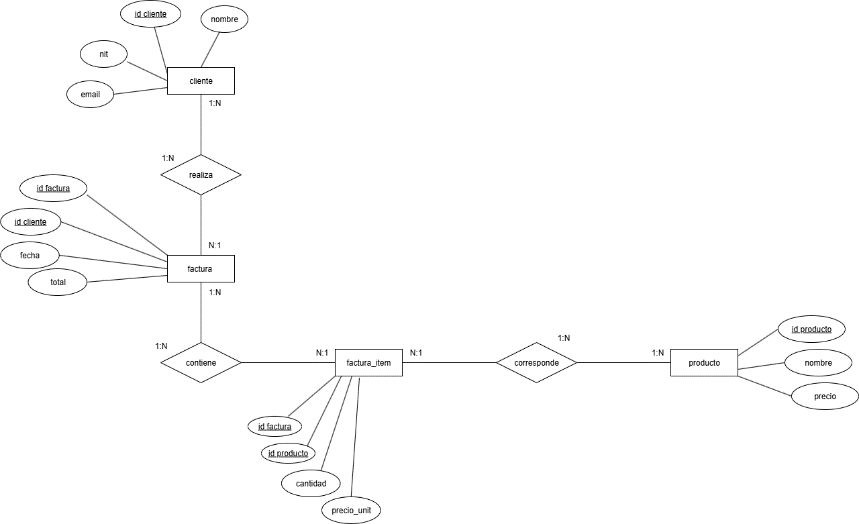 id cliente
nombre
nit
email
cliente
1:N
1:N
realiza
id factura
id cliente
fecha
total
N:1
factura
1:N
1:N
contiene
N:1
factura_item
N:1
corresponde
1:N
1:N
producto
id producto
nombre
precio
id factura
id producto
cantidad
precio_unit